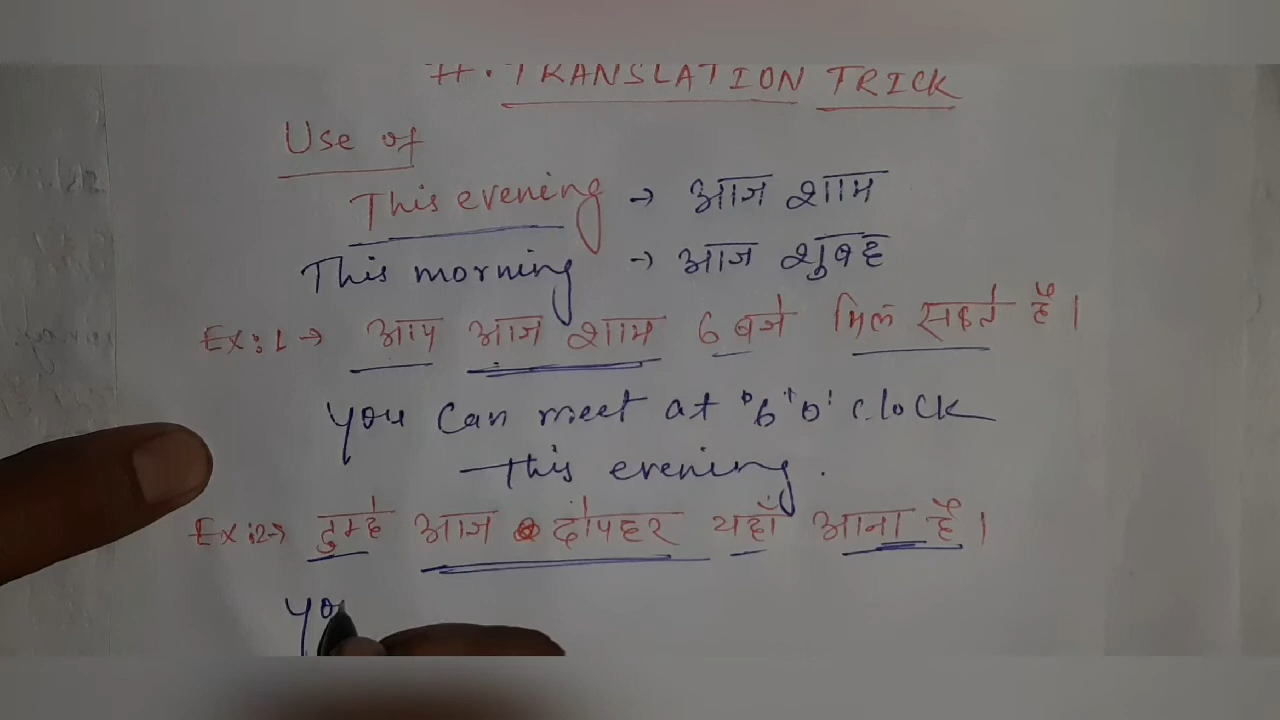 #. TRANSLATION TRICK
Use of
This evening → आज शाम
This morning → आज शुबह
Ex:1→ आप आज शाम 6 बजे मिल सकते हैं।
You can meet at "6" o'clock
This evening.
Ex:2→ तुम्हें आज दोपहर यहाँ आना है।
yo